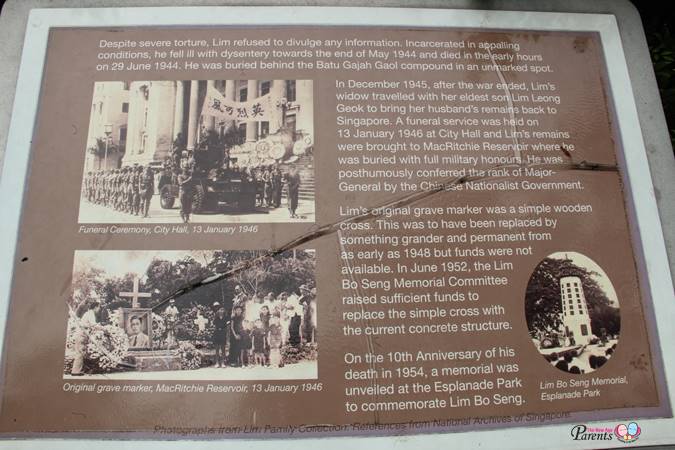 Despite severe torture, Lim refused to divulge any information. Incarcerated in appalling
conditions, he fell ill with dysentery towards the end of May 1944 and died in the early hours
on 29 June 1944. He was buried behind the Batu Gajah Gaol compound in an unmarked spot.
In December 1945, after the war ended, Lim's
widow travelled with her eldest son Lim Leong
Geok to bring her husband's remains back to
Singapore. A funeral service was held on
13 January 1946 at City Hall and Lim's remains
were brought to MacRitchie Reservoir where he
was buried with full military honours. He was
posthumously conferred the rank of Major-
General by the Chinese Nationalist Government.
Funeral Ceremony, City Hall, 13 January 1946
Lim's original grave marker was a simple wooden
cross. This was to have been replaced by
something grander and permanent from
as early as 1948 but funds were not
available. In June 1952, the Lim
Bo Seng Memorial Committee
raised sufficient funds to
replace the simple cross with
the current concrete structure.
On the 10th Anniversary of his
death in 1954, a memorial was
unveiled at the Esplanade Park
to commemorate Lim Bo Seng.
Original grave marker, MacRitchie Reservoir, 13 January 1946
Lim Bo Seng Memorial,
Esplanade Park
Photographs from Lim Family Collection. References from National Archives of Singapore.
The New Age
Parents